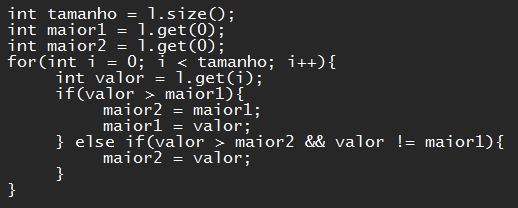 int tamanho = l.size();
int maior1 = l.get(0);
int maior2 = l.get(0);
for(int i = 0; i < tamanho; i++){
     int valor = l.get(i);
     if(valor > maior1){
          maior2 = maior1;
          maior1 = valor;
     } else if(valor > maior2 && valor != maior1){
          maior2 = valor;
     }
}